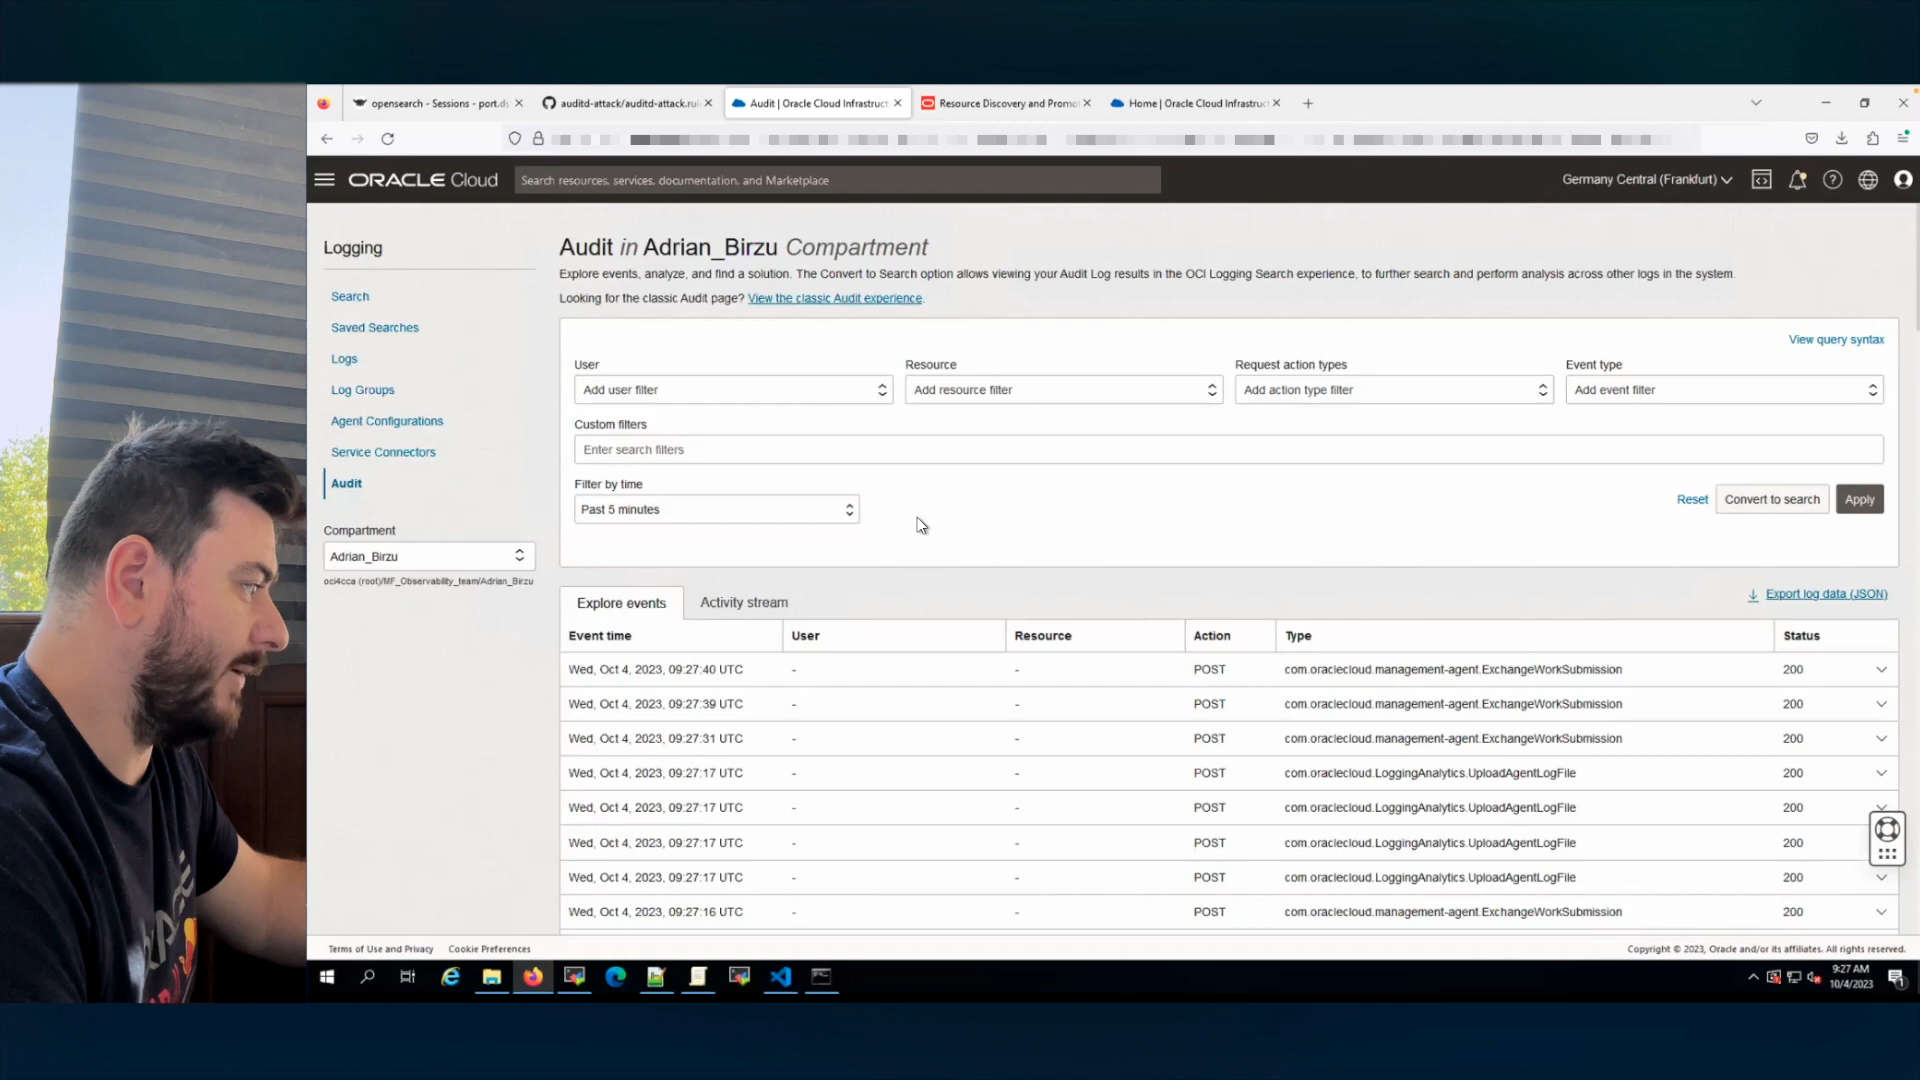 opensearch - Sessions - port.ds
auditd-attack/auditd-attack.rul
Audit | Oracle Cloud Infrastruct
Resource Discovery and Promot
Home | Oracle Cloud Infrastruct
ORACLE Cloud
Search resources, services, documentation, and Marketplace
Germany Central (Frankfurt)
Logging
Search
Saved Searches
Logs
Log Groups
Agent Configurations
Service Connectors
Audit
Compartment
Adrian_Birzu
oci4cca (root)/MF_Observability_team/Adrian_Birzu
Audit in Adrian_Birzu Compartment
Explore events, analyze, and find a solution. The Convert to Search option allows viewing your Audit Log results in the OCI Logging Search experience, to further search and perform analysis across other logs in the system.
Looking for the classic Audit page? View the classic Audit experience.
View query syntax
User
Resource
Request action types
Event type
Add user filter
Add resource filter
Add action type filter
Add event filter
Custom filters
Enter search filters
Filter by time
Past 5 minutes
Reset
Convert to search
Apply
Explore events
Activity stream
Export log data (JSON)
Event time User Resource Action Type Status
Wed, Oct 4, 2023, 09:27:40 UTC - - POST com.oraclecloud.management-agent.ExchangeWorkSubmission 200
Wed, Oct 4, 2023, 09:27:39 UTC - - POST com.oraclecloud.management-agent.ExchangeWorkSubmission 200
Wed, Oct 4, 2023, 09:27:31 UTC - - POST com.oraclecloud.management-agent.ExchangeWorkSubmission 200
Wed, Oct 4, 2023, 09:27:17 UTC - - POST com.oraclecloud.LoggingAnalytics.UploadAgentLogFile 200
Wed, Oct 4, 2023, 09:27:17 UTC - - POST com.oraclecloud.LoggingAnalytics.UploadAgentLogFile 200
Wed, Oct 4, 2023, 09:27:17 UTC - - POST com.oraclecloud.LoggingAnalytics.UploadAgentLogFile 200
Wed, Oct 4, 2023, 09:27:17 UTC - - POST com.oraclecloud.LoggingAnalytics.UploadAgentLogFile 200
Wed, Oct 4, 2023, 09:27:16 UTC - - POST com.oraclecloud.management-agent.ExchangeWorkSubmission 200
Terms of Use and Privacy
Cookie Preferences
Copyright © 2023, Oracle and/or its affiliates. All rights reserved.
9:27 AM
10/4/2023